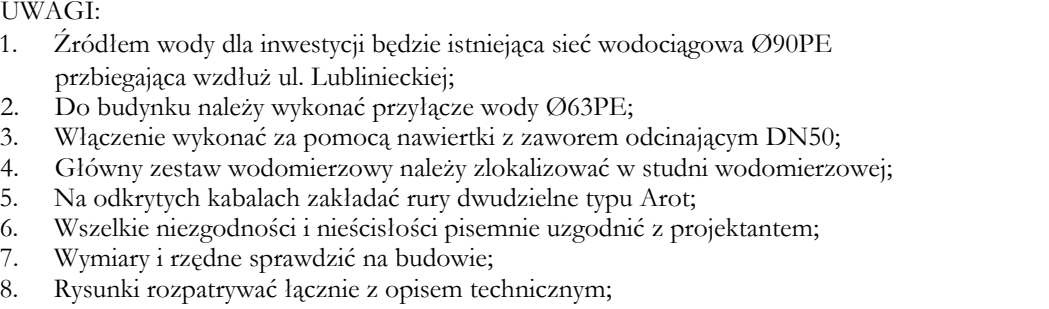 UWAGI:
1. Źródłem wody dla inwestycji będzie istniejąca sieć wodociągowa Ø90PE
przbiegająca wzdłuż ul. Lublinieckiej;
2. Do budynku należy wykonać przyłącze wody Ø63PE;
3. Włączenie wykonać za pomocą nawiertki z zaworem odcinającym DN50;
4. Główny zestaw wodomierzowy należy zlokalizować w studni wodomierzowej;
5. Na odkrytych kabalach zakładać rury dwudzielne typu Arot;
6. Wszelkie niezgodności i nieścisłości pisemnie uzgodnić z projektantem;
7. Wymiary i rzędne sprawdzić na budowie;
8. Rysunki rozpatrywać łącznie z opisem technicznym;